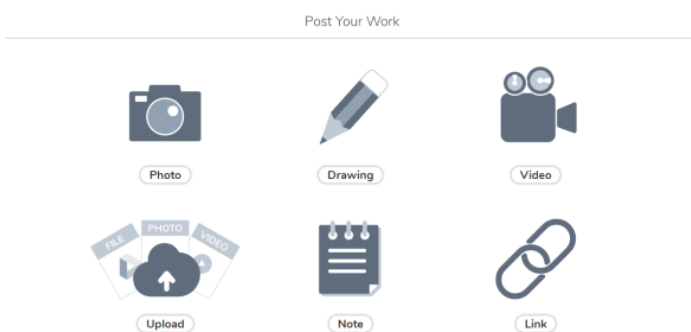 Post Your Work
Photo
Drawing
Video
FILE
PHOTO
VIDEO
Upload
Note
Link